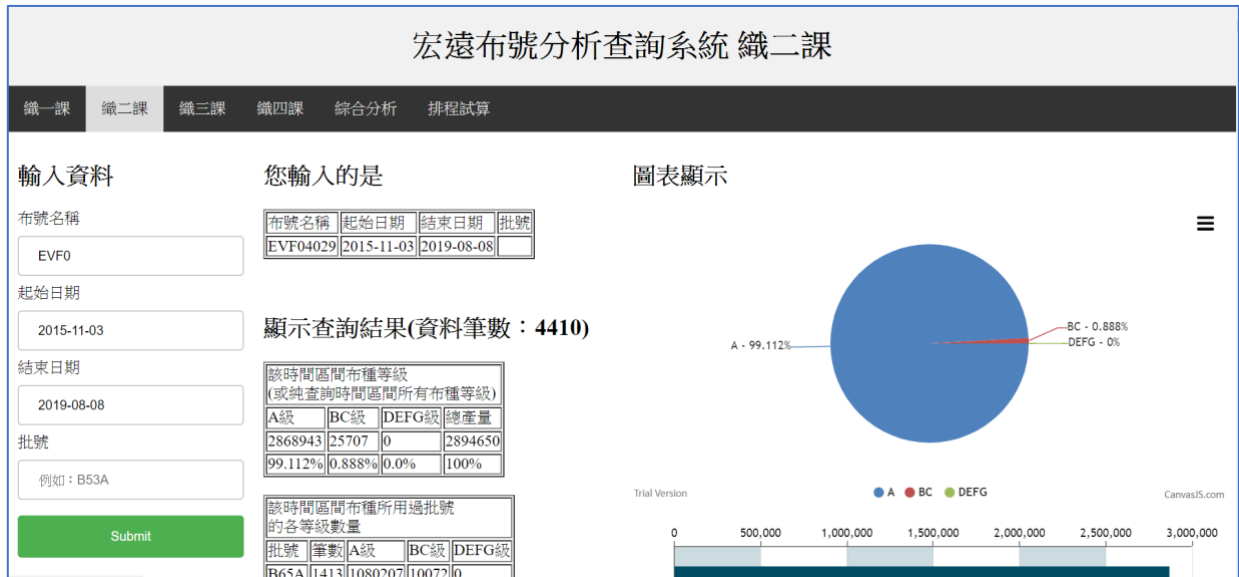 宏遠布號分析查詢系統 織二課
織一課 織二課 織三課 織四課 綜合分析 排程試算
輸入資料
布號名稱
EVF0
起始日期
2015-11-03
結束日期
2019-08-08
批號
例如：B53A
Submit
您輸入的是
布號名稱 起始日期 結束日期 批號
EVF04029 2015-11-03 2019-08-08
顯示查詢結果(資料筆數：4410)
該時間區間布種等級
(或純查詢時間區間所有布種等級)
A級 BC級 DEFG級 總產量
2868943 25707 0 2894650
99.112% 0.888% 0.0% 100%
該時間區間布種所用過批號
的各等級數量
批號 筆數 A級 BC級 DEFG級
B65A 1413 1080207 10072 0
圖表顯示
A - 99.112%
BC - 0.888%
DEFG - 0%
Trial Version
A BC DEFG
CanvasJS.com
0 500,000 1,000,000 1,500,000 2,000,000 2,500,000 3,000,000